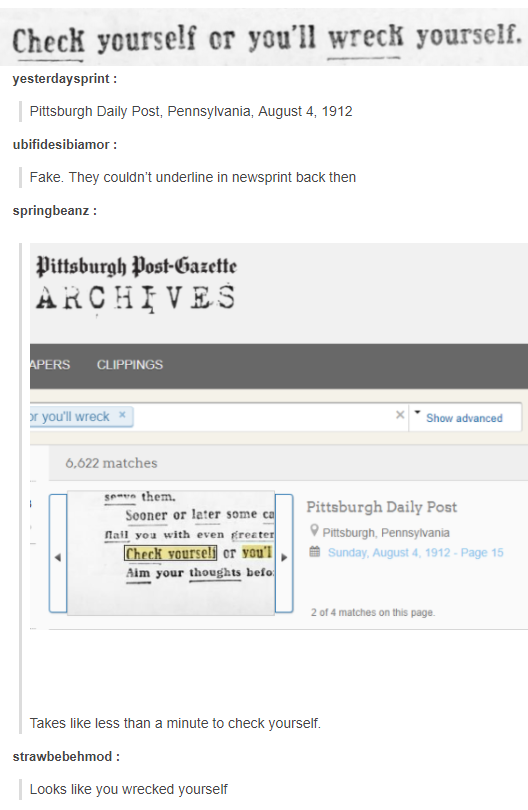 Check yourself or you'll wreck yourself.
yesterdaysprint :
Pittsburgh Daily Post, Pennsylvania, August 4, 1912
ubifidesibiamor :
Fake. They couldn't underline in newsprint back then
springbeanz :
Pittsburgh Post-Gazette
ARCHIVES
APERS CLIPPINGS
or you'll wreck × × Show advanced
6,622 matches
serve them.
Sooner or later some ca
flail you with even greater
Check yourself or you'l
Aim your thoughts befo
Pittsburgh Daily Post
Pittsburgh, Pennsylvania
Sunday, August 4, 1912 - Page 15
2 of 4 matches on this page.
Takes like less than a minute to check yourself.
strawbebehmod :
Looks like you wrecked yourself